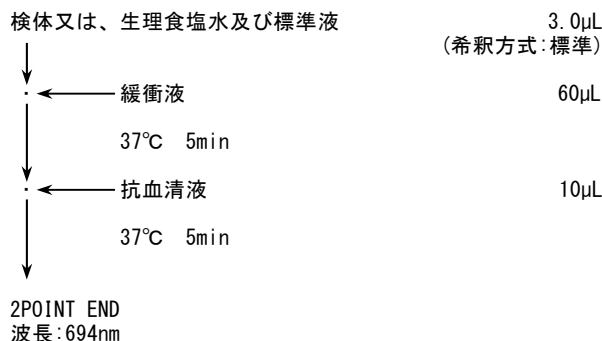 検体又は、生理食塩水及び標準液 3.0μL
(希釈方式:標準)
緩衝液 60μL
37℃ 5min
抗血清液 10μL
37℃ 5min
2POINT END
波長:694nm